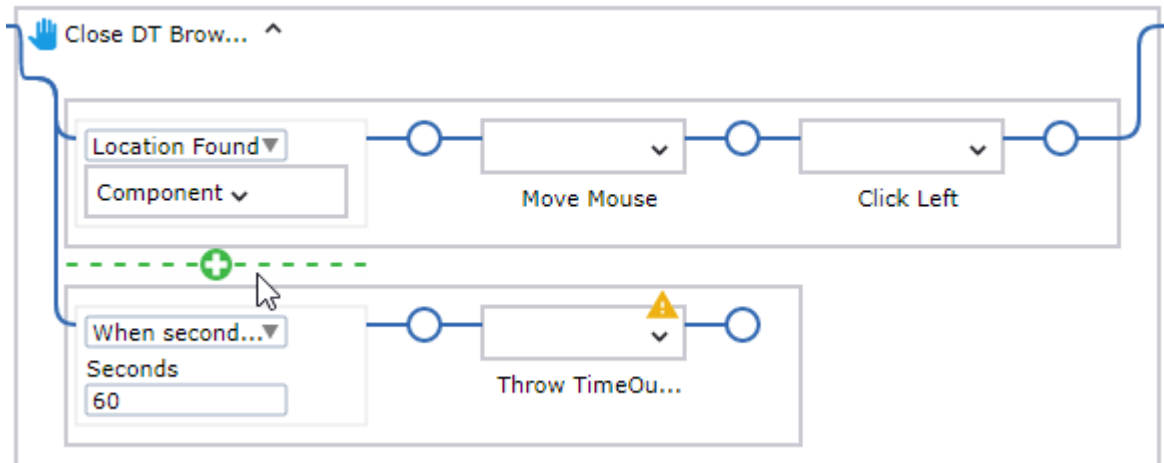 Close DT Brow...
Location Found
Component
Move Mouse
Click Left
When second...
Seconds
60
Throw TimeOu...